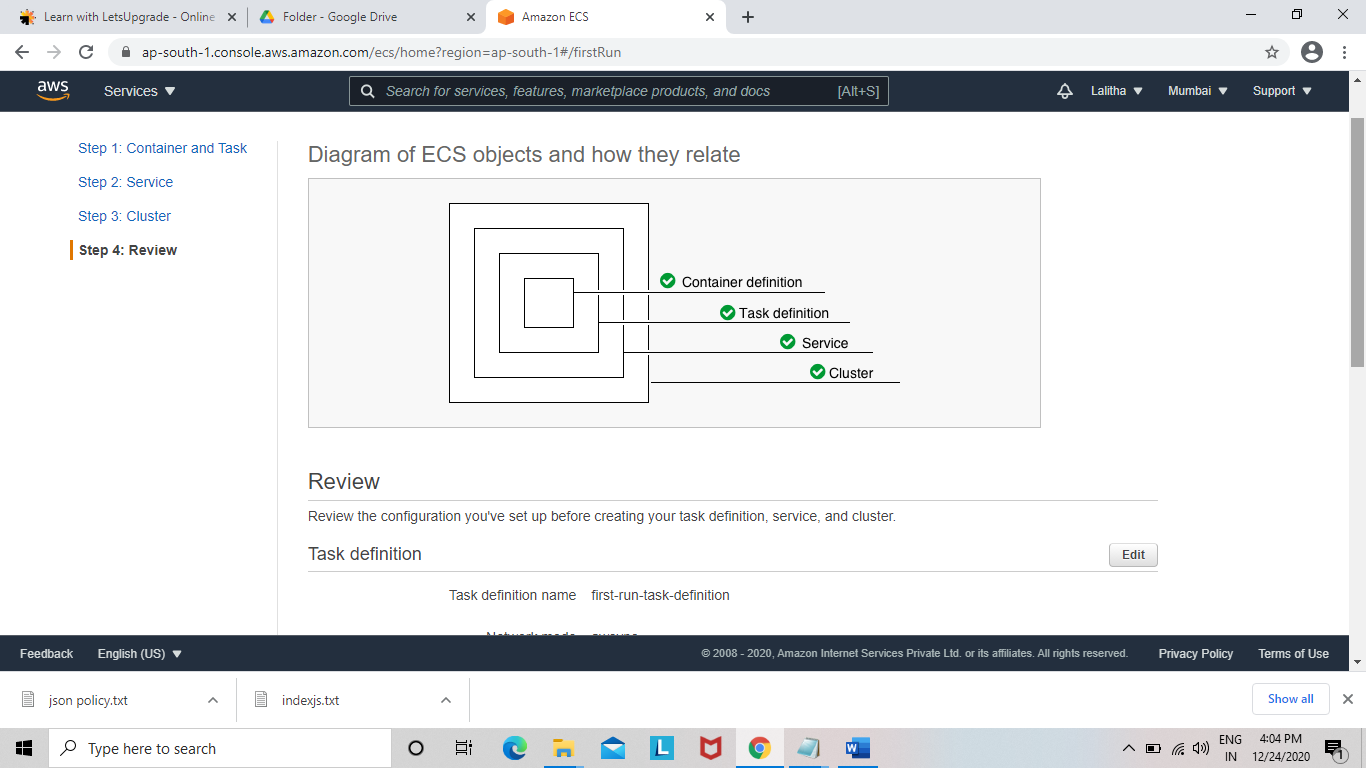 Learn with LetsUpgrade - Online
Folder - Google Drive
Amazon ECS
ap-south-1.console.aws.amazon.com/ecs/home?region=ap-south-1#/firstRun
aws
Services
Search for services, features, marketplace products, and docs
[Alt+S]
Lalitha
Mumbai
Support
Step 1: Container and Task
Step 2: Service
Step 3: Cluster
Step 4: Review
Diagram of ECS objects and how they relate
Container definition
Task definition
Service
Cluster
Review
Review the configuration you've set up before creating your task definition, service, and cluster.
Task definition
Edit
Task definition name first-run-task-definition
Network mode awsvpc
Feedback
English (US)
© 2008 - 2020, Amazon Internet Services Private Ltd. or its affiliates. All rights reserved.
Privacy Policy
Terms of Use
json policy.txt
indexjs.txt
Show all
Type here to search
L
W
ENG
IN
4:04 PM
12/24/2020
1